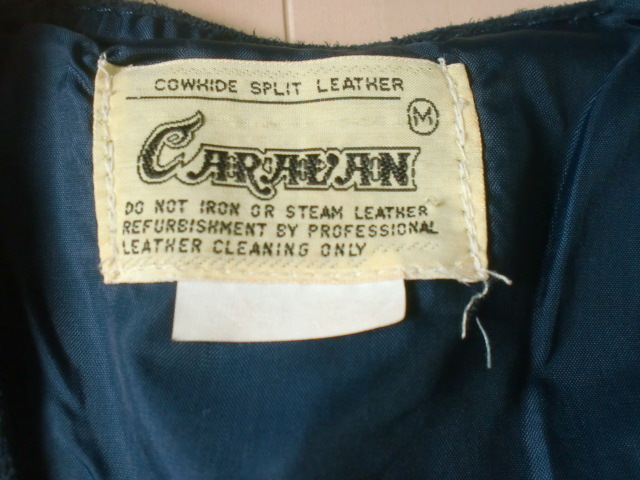 COWHIDE SPLIT LEATHER
M
CARAVAN
DO NOT IRON OR STEAM LEATHER
REFURBISHMENT BY PROFESSIONAL
LEATHER CLEANING ONLY